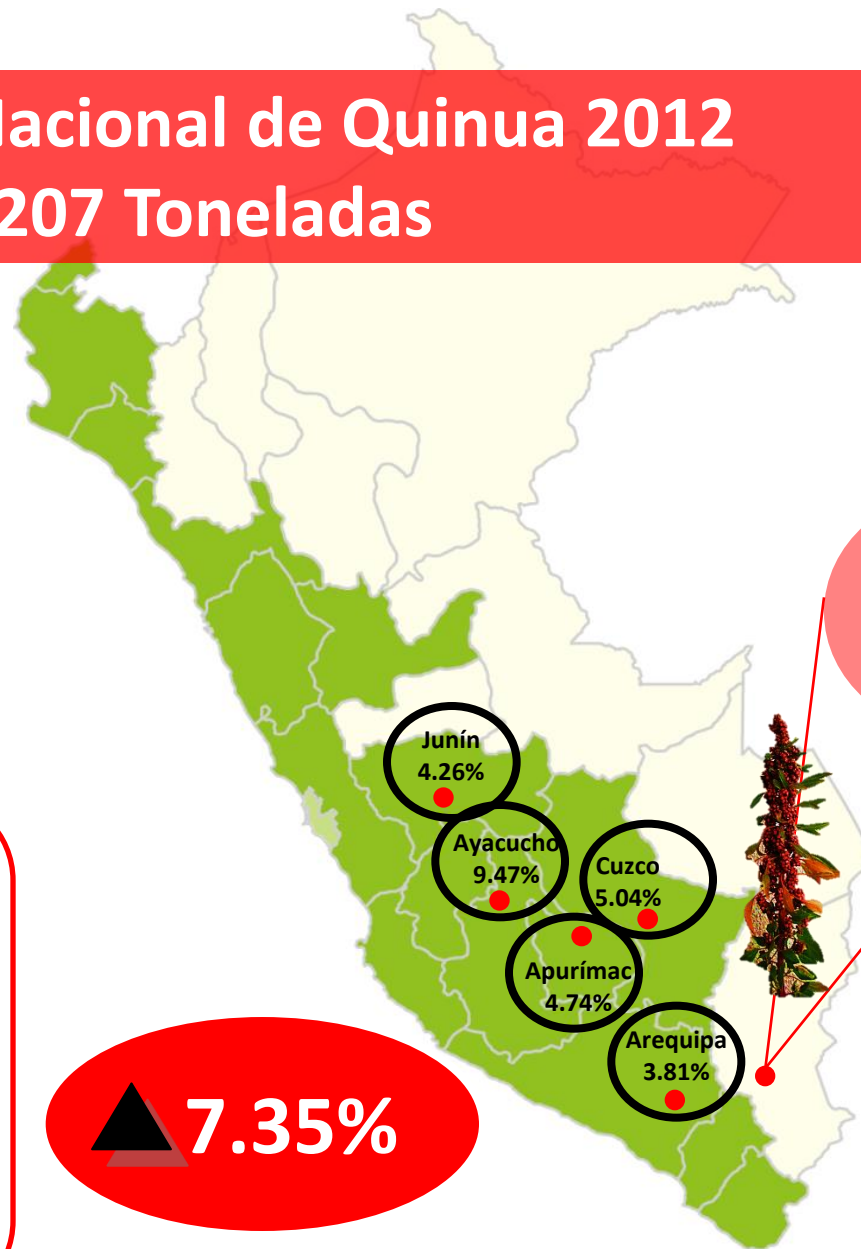 acional de Quinua 2012
207 Toneladas
Junín
4.26%
Ayacucho
9.47%
Cuzco
5.04%
Apurímac
4.74%
Arequipa
3.81%
7.35%